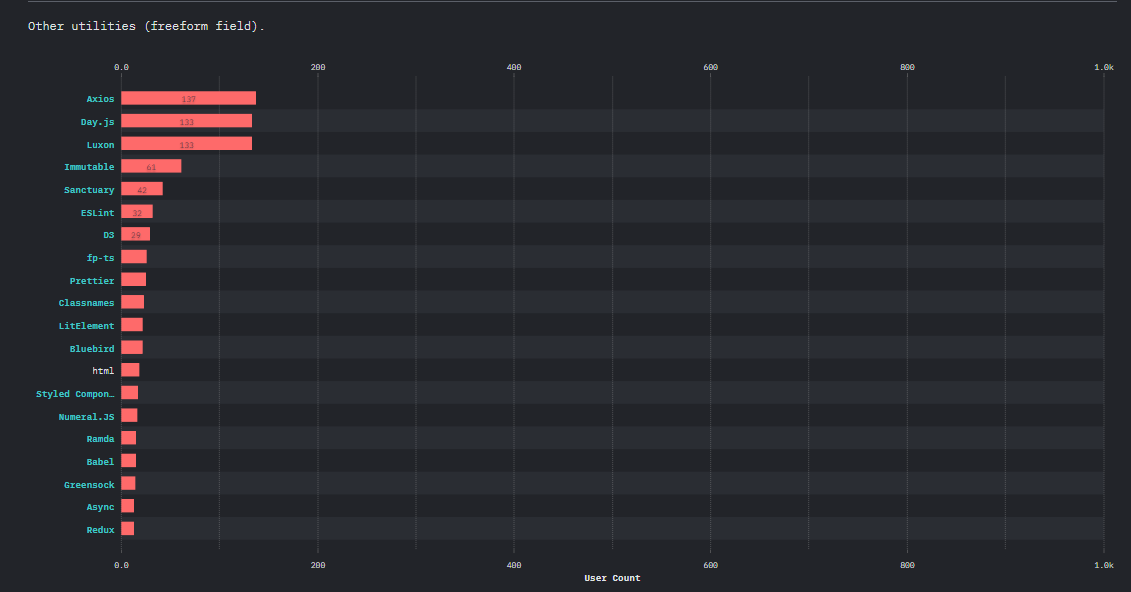 Other utilities (freeform field).
0.0 200 400 600 800 1.0k
Axios 137
Day.js 133
Luxon 133
Immutable 61
Sanctuary 42
ESLint 32
D3 29
fp-ts
Prettier
Classnames
LitElement
Bluebird
html
Styled Compon…
Numeral.JS
Ramda
Babel
Greensock
Async
Redux
0.0 200 400 600 800 1.0k
User Count